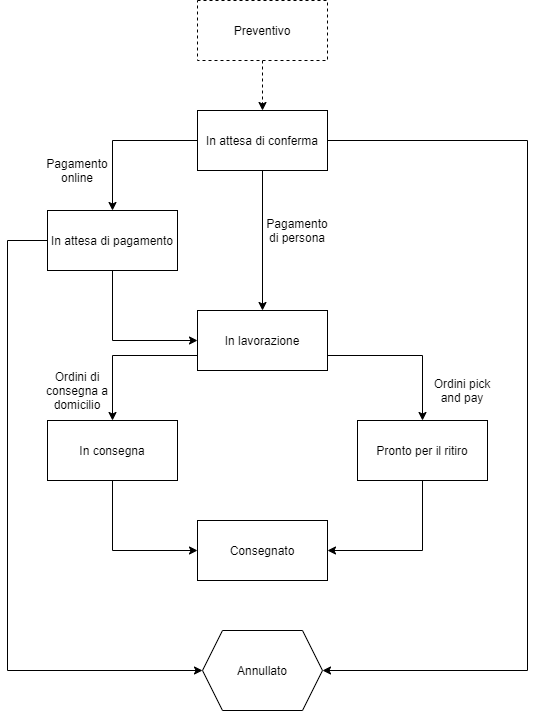 Preventivo
In attesa di conferma
Pagamento
online
In attesa di pagamento
Pagamento
di persona
In lavorazione
Ordini di
consegna a
domicilio
Ordini pick
and pay
In consegna
Pronto per il ritiro
Consegnato
Annullato